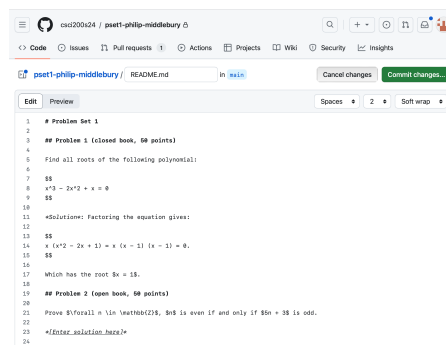 csci200s24 / pset1-philip-middlebury
Code Issues Pull requests 1 Actions Projects Wiki Security Insights
pset1-philip-middlebury / README.md in main Cancel changes Commit changes...
Edit Preview Spaces 2 Soft wrap
1 # Problem Set 1
2
3 ## Problem 1 (closed book, 50 points)
4
5 Find all roots of the following polynomial:
6
7 $$
8 x^3 - 2x^2 + x = 0
9 $$
10
11 *Solution*: Factoring the equation gives:
12
13 $$
14 x (x^2 - 2x + 1) = x (x - 1) (x - 1) = 0.
15 $$
16
17 Which has the root $x = 1$.
18
19 ## Problem 2 (open book, 50 points)
20
21 Prove $\forall n \in \mathbb{Z}$, $n$ is even if and only if $5n + 3$ is odd.
22
23 *[Enter solution here]*
24